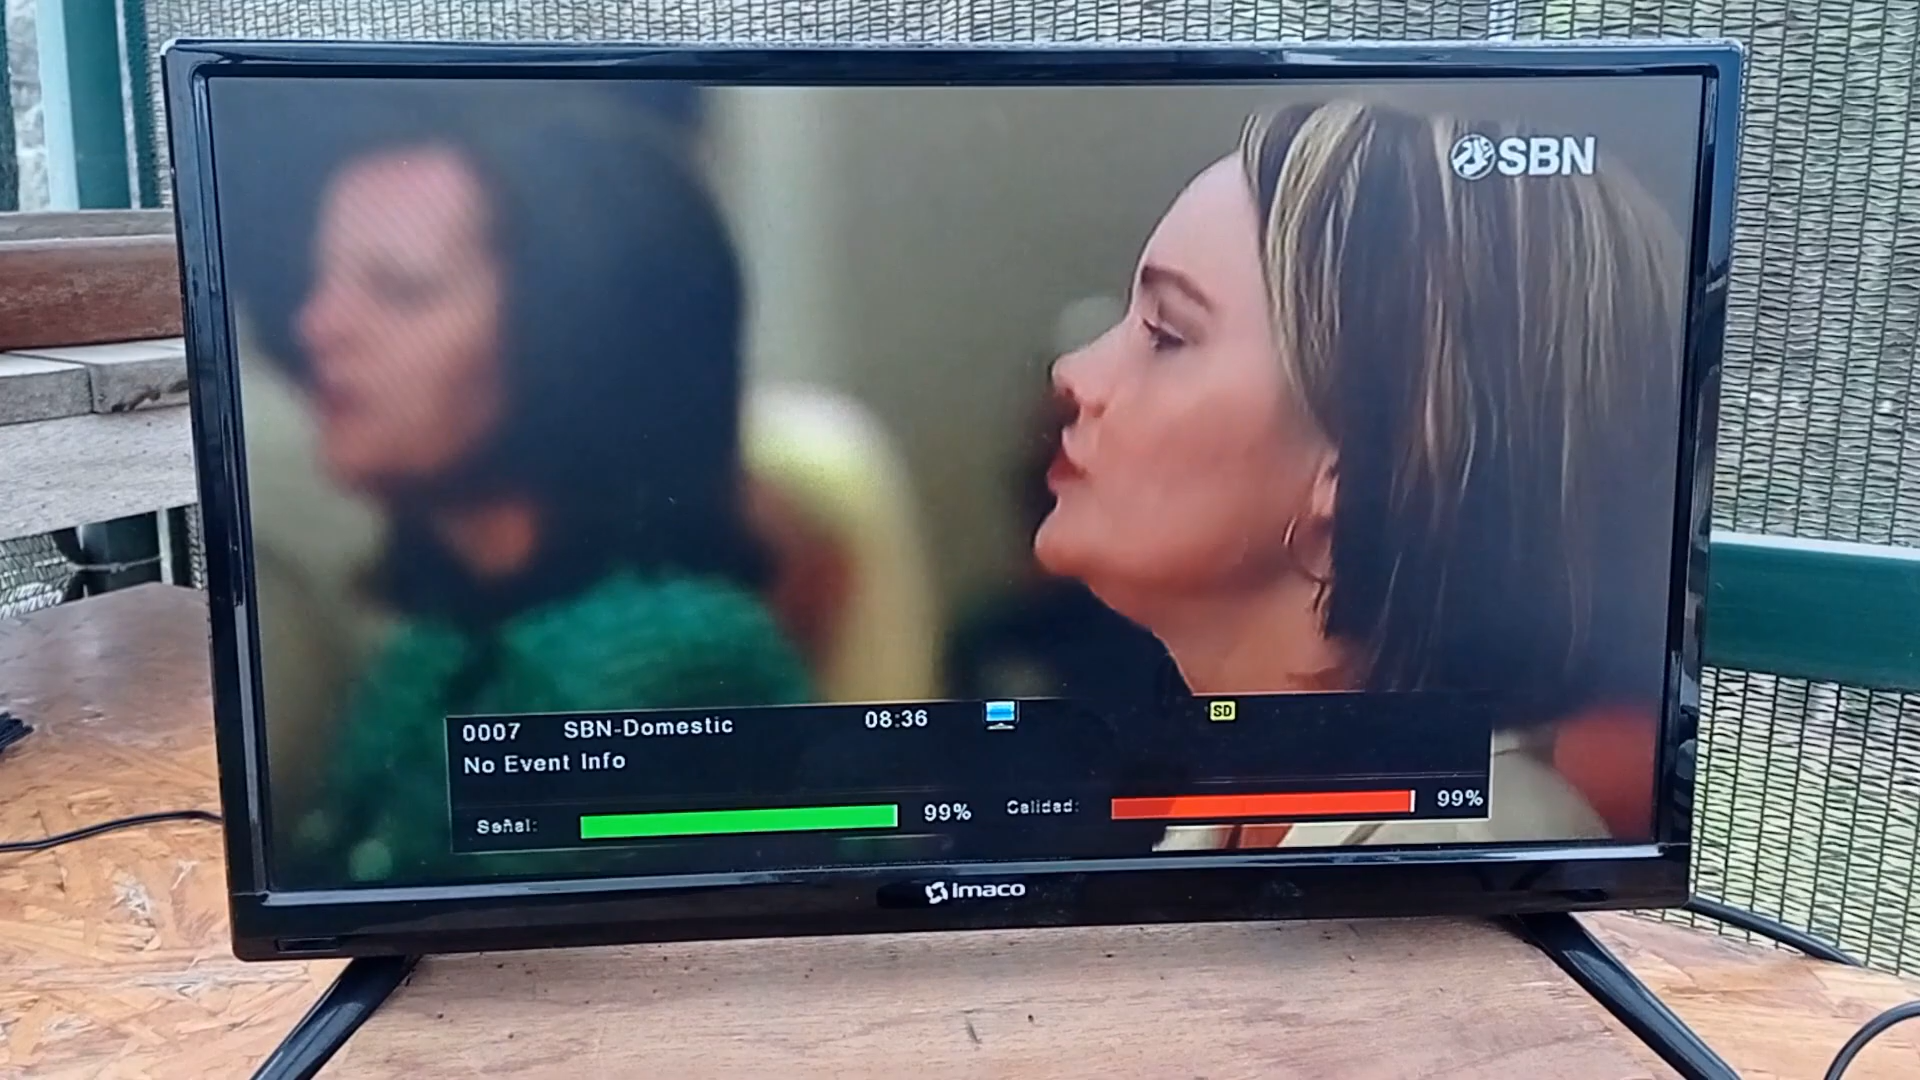 SBN
0007 SBN-Domestic 08:36 SD
No Event Info
Señal: 99% Calidad: 99%
Imaco